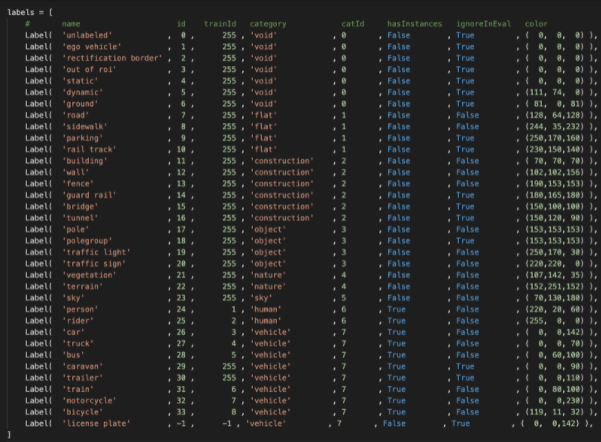 labels = [
    #       name                     id    trainId   category            catId     hasInstances   ignoreInEval   color
    Label(  'unlabeled'            ,  0 ,      255 , 'void'            , 0       , False        , True         , (  0,  0,  0) ),
    Label(  'ego vehicle'          ,  1 ,      255 , 'void'            , 0       , False        , True         , (  0,  0,  0) ),
    Label(  'rectification border' ,  2 ,      255 , 'void'            , 0       , False        , True         , (  0,  0,  0) ),
    Label(  'out of roi'           ,  3 ,      255 , 'void'            , 0       , False        , True         , (  0,  0,  0) ),
    Label(  'static'               ,  4 ,      255 , 'void'            , 0       , False        , True         , (  0,  0,  0) ),
    Label(  'dynamic'              ,  5 ,      255 , 'void'            , 0       , False        , True         , (111, 74,  0) ),
    Label(  'ground'               ,  6 ,      255 , 'void'            , 0       , False        , True         , ( 81,  0, 81) ),
    Label(  'road'                 ,  7 ,      255 , 'flat'            , 1       , False        , False        , (128, 64,128) ),
    Label(  'sidewalk'             ,  8 ,      255 , 'flat'            , 1       , False        , False        , (244, 35,232) ),
    Label(  'parking'              ,  9 ,      255 , 'flat'            , 1       , False        , True         , (250,170,160) ),
    Label(  'rail track'           , 10 ,      255 , 'flat'            , 1       , False        , True         , (230,150,140) ),
    Label(  'building'             , 11 ,      255 , 'construction'    , 2       , False        , False        , ( 70, 70, 70) ),
    Label(  'wall'                 , 12 ,      255 , 'construction'    , 2       , False        , False        , (102,102,156) ),
    Label(  'fence'                , 13 ,      255 , 'construction'    , 2       , False        , False        , (190,153,153) ),
    Label(  'guard rail'           , 14 ,      255 , 'construction'    , 2       , False        , True         , (180,165,180) ),
    Label(  'bridge'               , 15 ,      255 , 'construction'    , 2       , False        , True         , (150,100,100) ),
    Label(  'tunnel'               , 16 ,      255 , 'construction'    , 2       , False        , True         , (150,120, 90) ),
    Label(  'pole'                 , 17 ,      255 , 'object'          , 3       , False        , False        , (153,153,153) ),
    Label(  'polegroup'            , 18 ,      255 , 'object'          , 3       , False        , True         , (153,153,153) ),
    Label(  'traffic light'        , 19 ,      255 , 'object'          , 3       , False        , False        , (250,170, 30) ),
    Label(  'traffic sign'         , 20 ,      255 , 'object'          , 3       , False        , False        , (220,220,  0) ),
    Label(  'vegetation'           , 21 ,      255 , 'nature'          , 4       , False        , False        , (107,142, 35) ),
    Label(  'terrain'              , 22 ,      255 , 'nature'          , 4       , False        , False        , (152,251,152) ),
    Label(  'sky'                  , 23 ,      255 , 'sky'             , 5       , False        , False        , ( 70,130,180) ),
    Label(  'person'               , 24 ,        1 , 'human'           , 6       , True         , False        , (220, 20, 60) ),
    Label(  'rider'                , 25 ,        2 , 'human'           , 6       , True         , False        , (255,  0,  0) ),
    Label(  'car'                  , 26 ,        3 , 'vehicle'         , 7       , True         , False        , (  0,  0,142) ),
    Label(  'truck'                , 27 ,        4 , 'vehicle'         , 7       , True         , False        , (  0,  0, 70) ),
    Label(  'bus'                  , 28 ,        5 , 'vehicle'         , 7       , True         , False        , (  0, 60,100) ),
    Label(  'caravan'              , 29 ,      255 , 'vehicle'         , 7       , True         , True         , (  0,  0, 90) ),
    Label(  'trailer'              , 30 ,      255 , 'vehicle'         , 7       , True         , True         , (  0,  0,110) ),
    Label(  'train'                , 31 ,        6 , 'vehicle'         , 7       , True         , False        , (  0, 80,100) ),
    Label(  'motorcycle'           , 32 ,        7 , 'vehicle'         , 7       , True         , False        , (  0,  0,230) ),
    Label(  'bicycle'              , 33 ,        8 , 'vehicle'         , 7       , True         , False        , (119, 11, 32) ),
    Label(  'license plate'        , -1 ,       -1 , 'vehicle'         , 7       , False        , True         , (  0,  0,142) ),
]